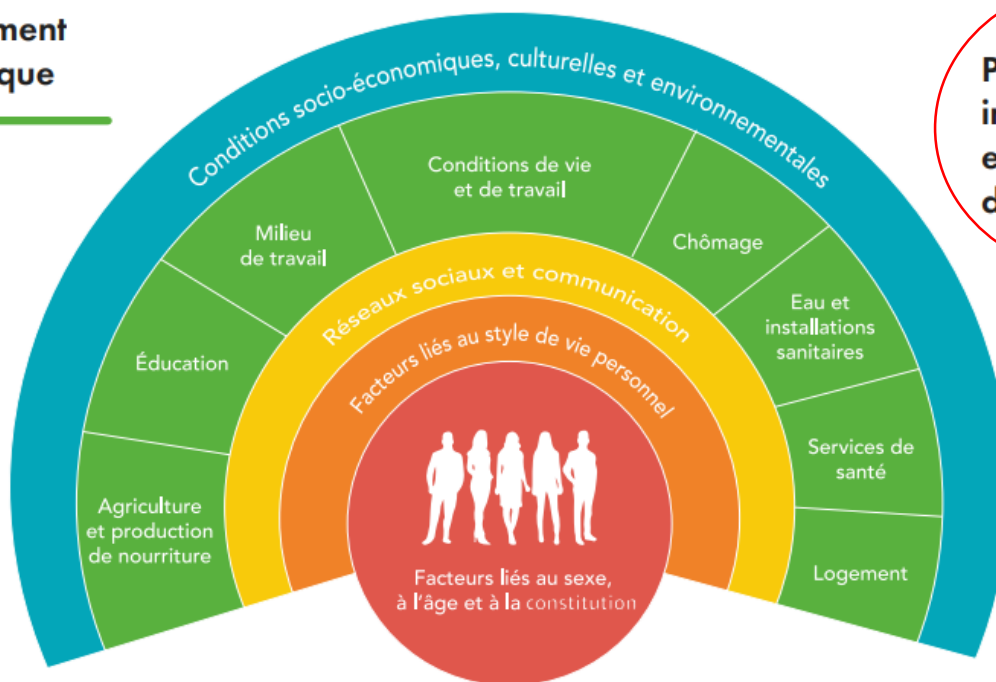 ment
que
P
in
e
d
Conditions socio-économiques, culturelles et environnementales
Conditions de vie
et de travail
Milieu
de travail
Chômage
Éducation
Eau et
installations
sanitaires
Agriculture
et production
de nourriture
Services de
santé
Logement
Réseaux sociaux et communication
Facteurs liés au style de vie personnel
Facteurs liés au sexe,
à l'âge et à la constitution